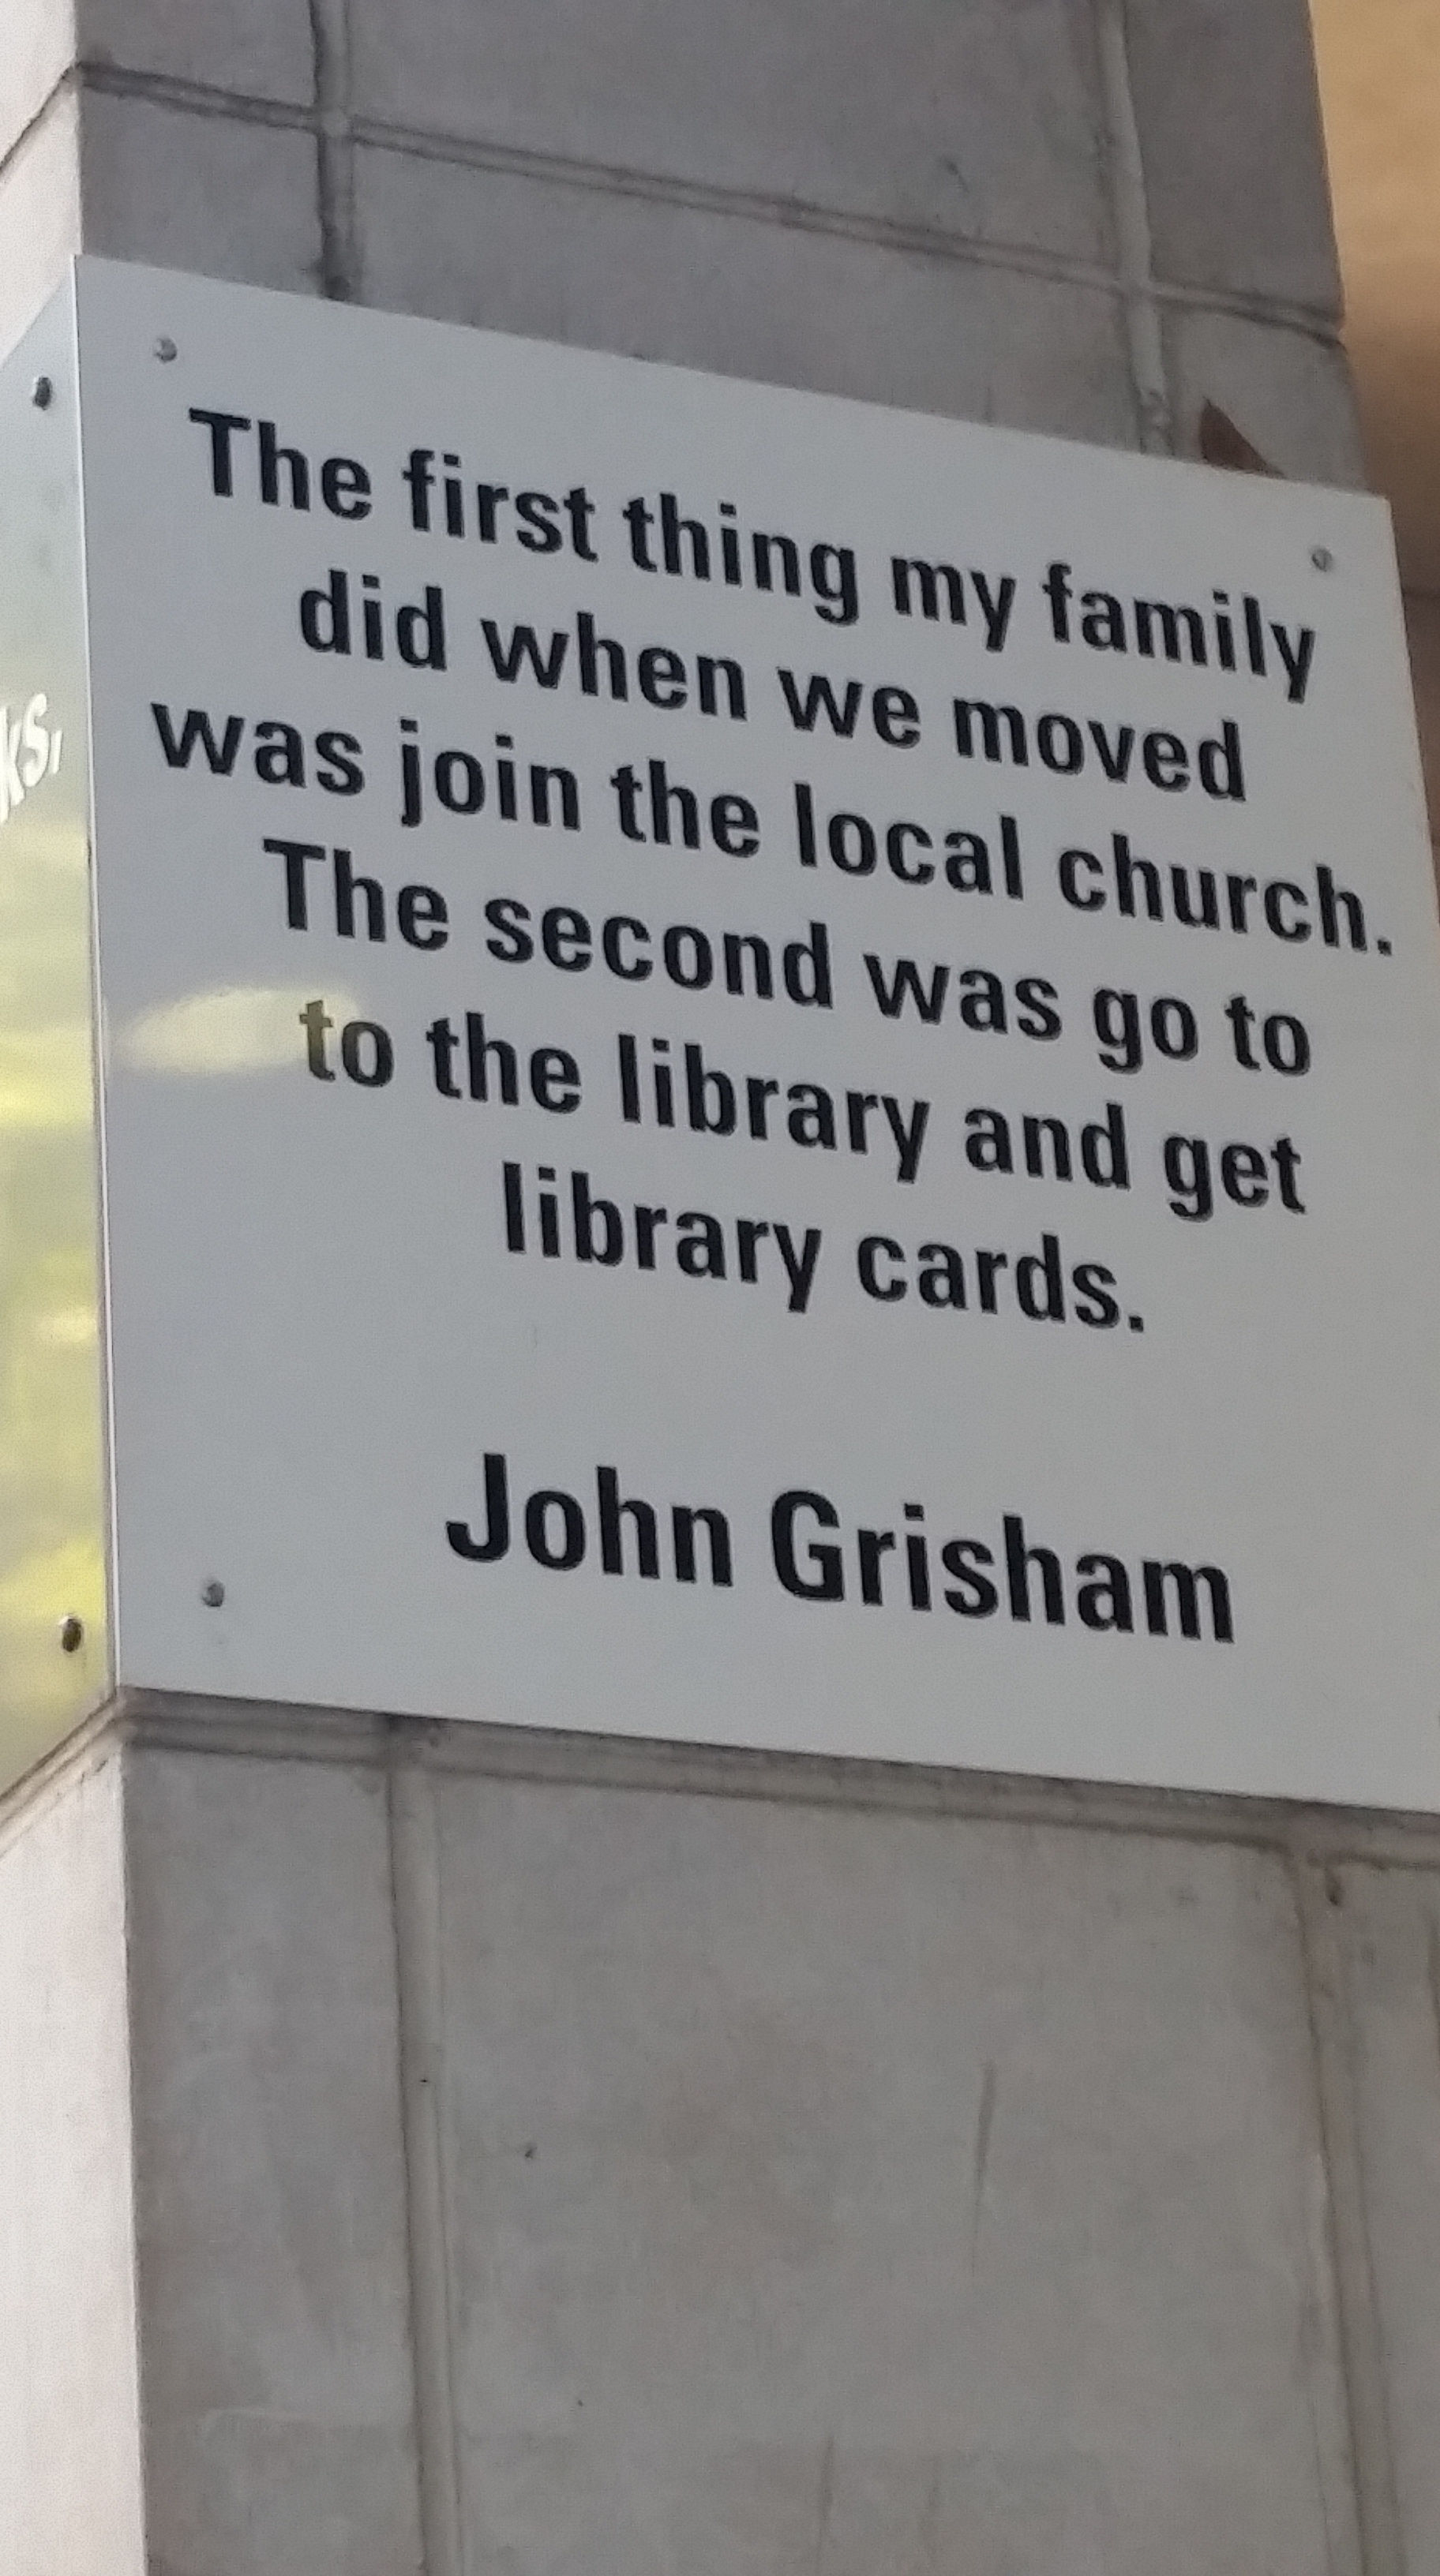 The first thing my family
did when we moved
was join the local church.
The second was go to
to the library and get
library cards.
John Grisham